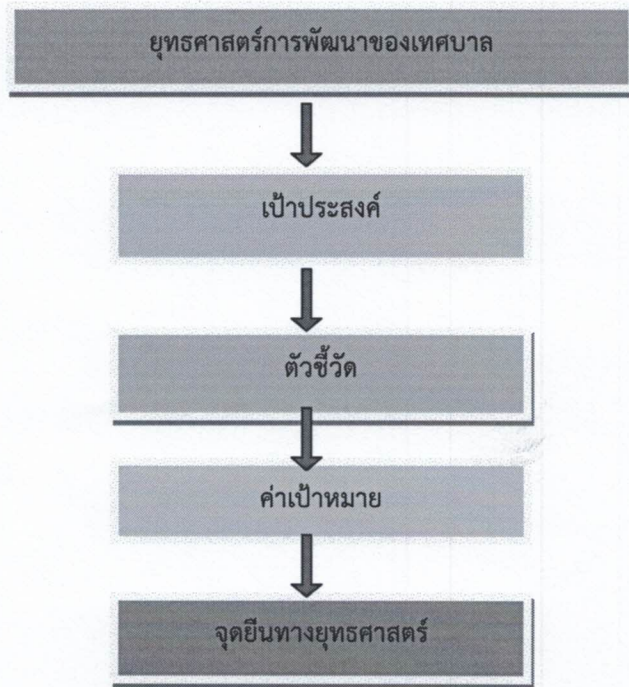 ยุทธศาสตร์การพัฒนาของเทศบาล
เป้าประสงค์
ตัวชี้วัด
ค่าเป้าหมาย
จุดยืนทางยุทธศาสตร์